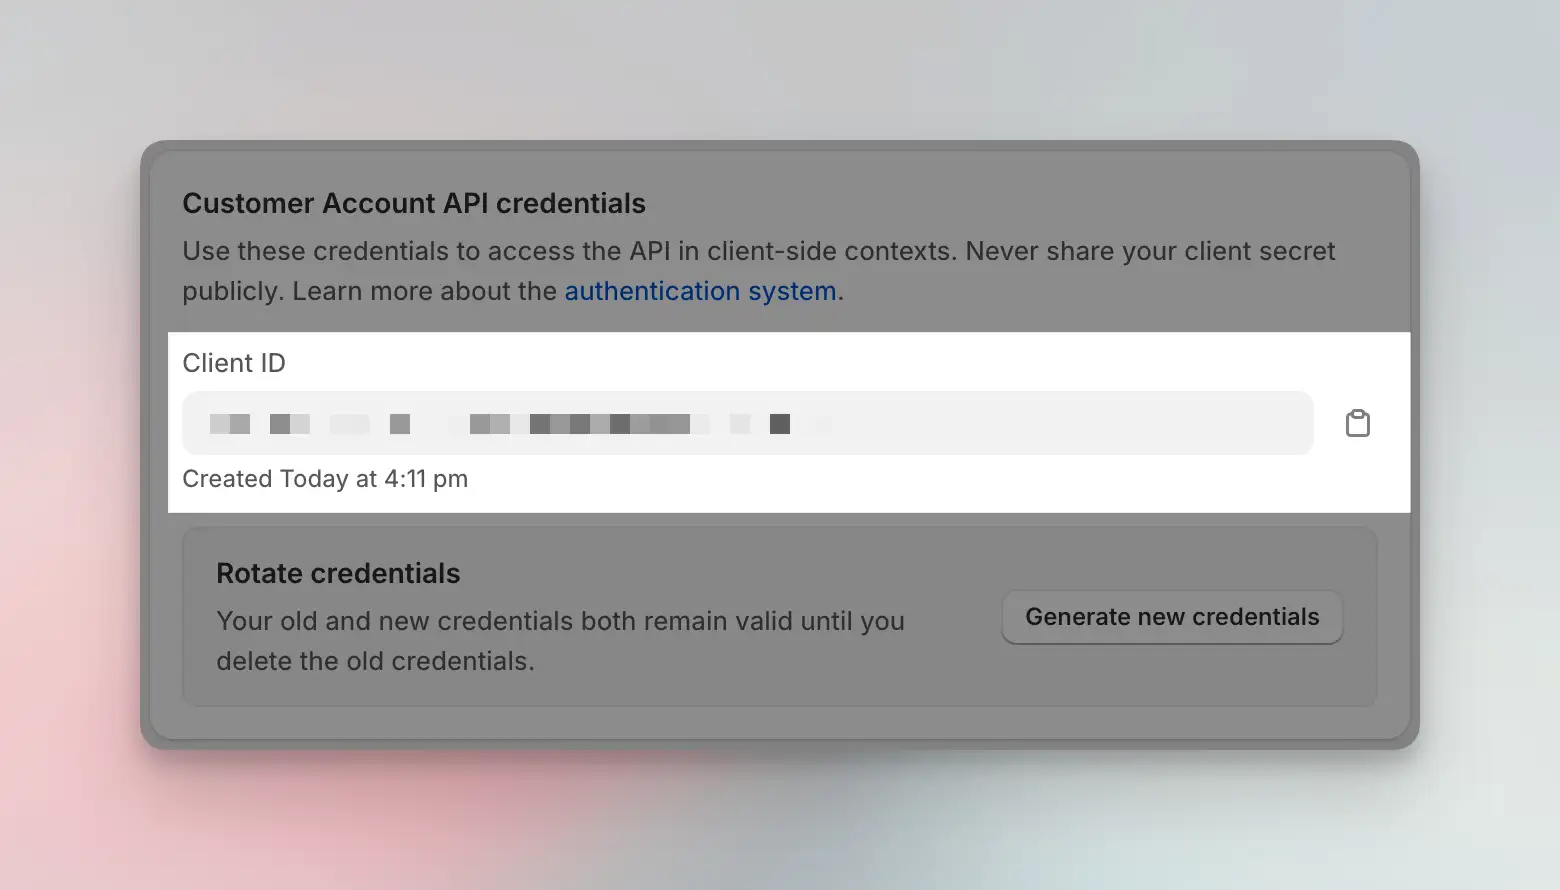 Customer Account API credentials
Use these credentials to access the API in client-side contexts. Never share your client secret
publicly. Learn more about the authentication system.
Client ID
Created Today at 4:11 pm
Rotate credentials
Your old and new credentials both remain valid until you
delete the old credentials.
Generate new credentials